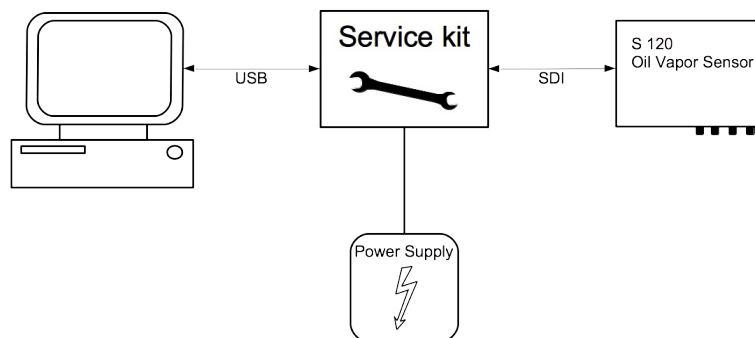 Service kit
S 120
Oil Vapor Sensor
USB
SDI
Power Supply